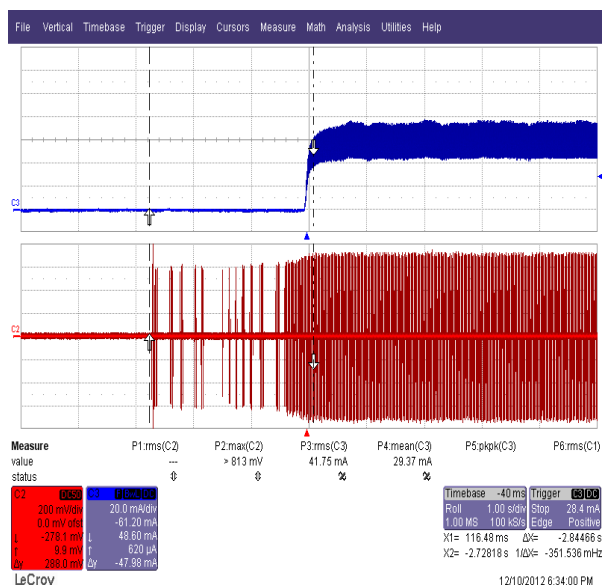 File Vertical Timebase Trigger Display Cursors Measure Math Analysis Utilities Help
C3
C2
Measure P1:rms(C2) P2:max(C2) P3:rms(C3) P4:mean(C3) P5:pkpk(C3) P6:rms(C1)
value --- > 813 mV 41.75 mA 29.37 mA
status
C2 DC50
200 mV/div
0.0 mV ofst
-278.1 mV
9.9 mV
Δy 288.0 mV
C3
20.0 mA/div
-61.20 mA
48.60 mA
620 µA
Δy -47.98 mA
Timebase -40 ms
Roll 1.00 s/div
1.00 MS 100 kS/s
Trigger C3 DC
Stop 28.4 mA
Edge Positive
X1= 116.48 ms ΔX= -2.84466 s
X2= -2.72818 s 1/ΔX= -351.536 mHz
LeCroy
12/10/2012 6:34:00 PM